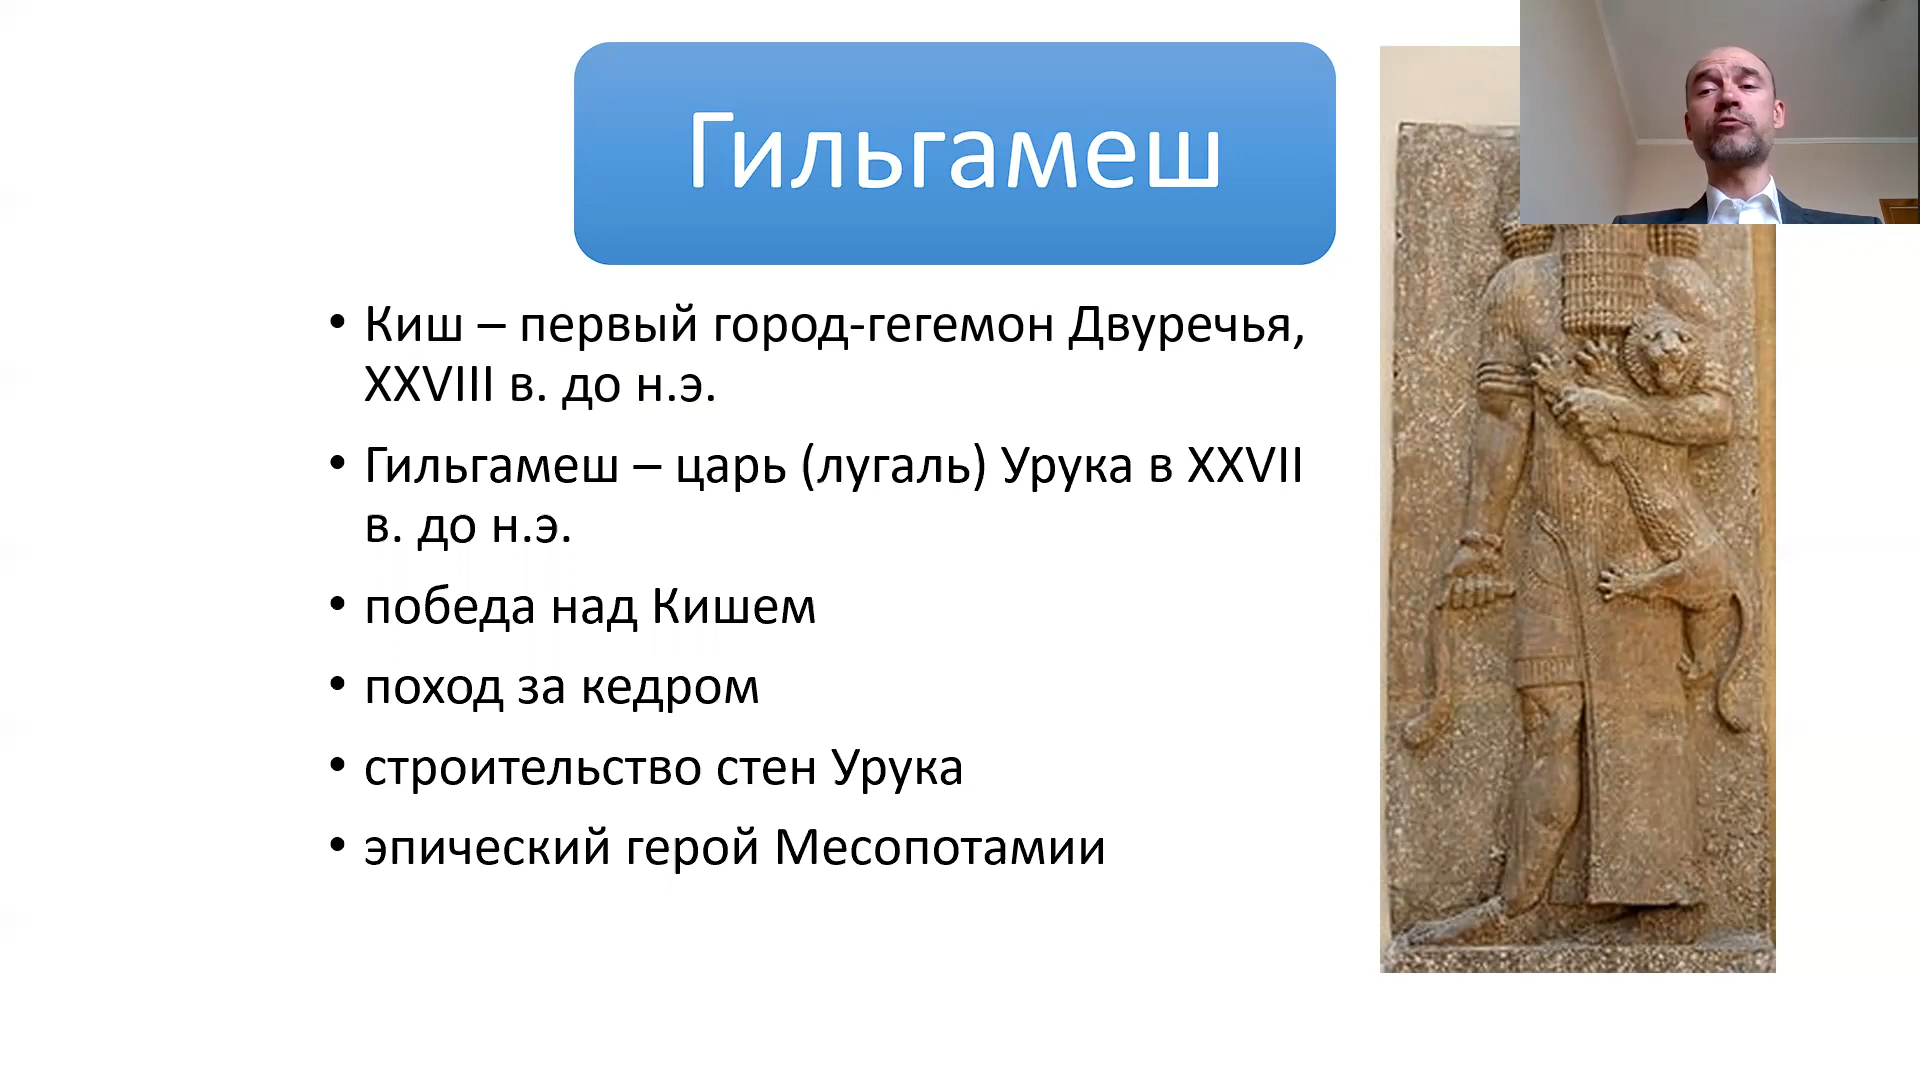 Гильгамеш
• Киш – первый город-гегемон Двуречья,
XXVIII в. до н.э.
• Гильгамеш – царь (лугаль) Урука в XXVII
в. до н.э.
• победа над Кишем
• поход за кедром
• строительство стен Урука
• эпический герой Месопотамии